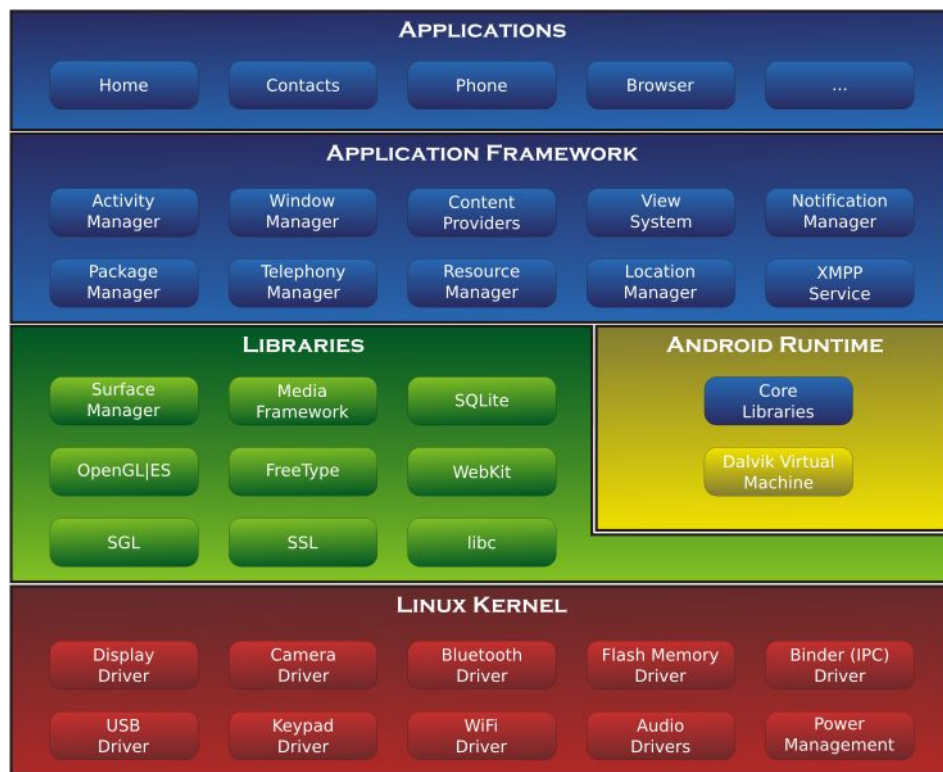 APPLICATIONS
Home
Contacts
Phone
Browser
...
APPLICATION FRAMEWORK
Activity
Manager
Window
Manager
Content
Providers
View
System
Notification
Manager
Package
Manager
Telephony
Manager
Resource
Manager
Location
Manager
XMPP
Service
LIBRARIES
Surface
Manager
Media
Framework
SQLite
OpenGL|ES
FreeType
WebKit
SGL
SSL
libc
ANDROID RUNTIME
Core
Libraries
Dalvik Virtual
Machine
LINUX KERNEL
Display
Driver
Camera
Driver
Bluetooth
Driver
Flash Memory
Driver
Binder (IPC)
Driver
USB
Driver
Keypad
Driver
WiFi
Driver
Audio
Drivers
Power
Management